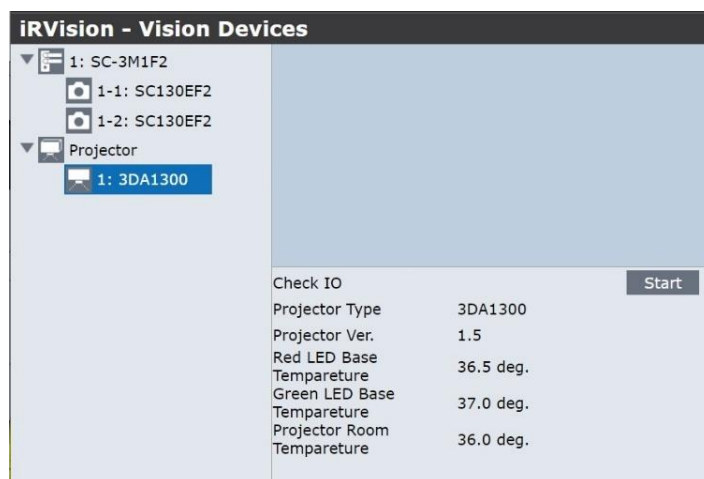 iRVision - Vision Devices
1: SC-3M1F2
1-1: SC130EF2
1-2: SC130EF2
Projector
1: 3DA1300
Check IO Start
Projector Type 3DA1300
Projector Ver. 1.5
Red LED Base
Tempareture 36.5 deg.
Green LED Base
Tempareture 37.0 deg.
Projector Room
Tempareture 36.0 deg.